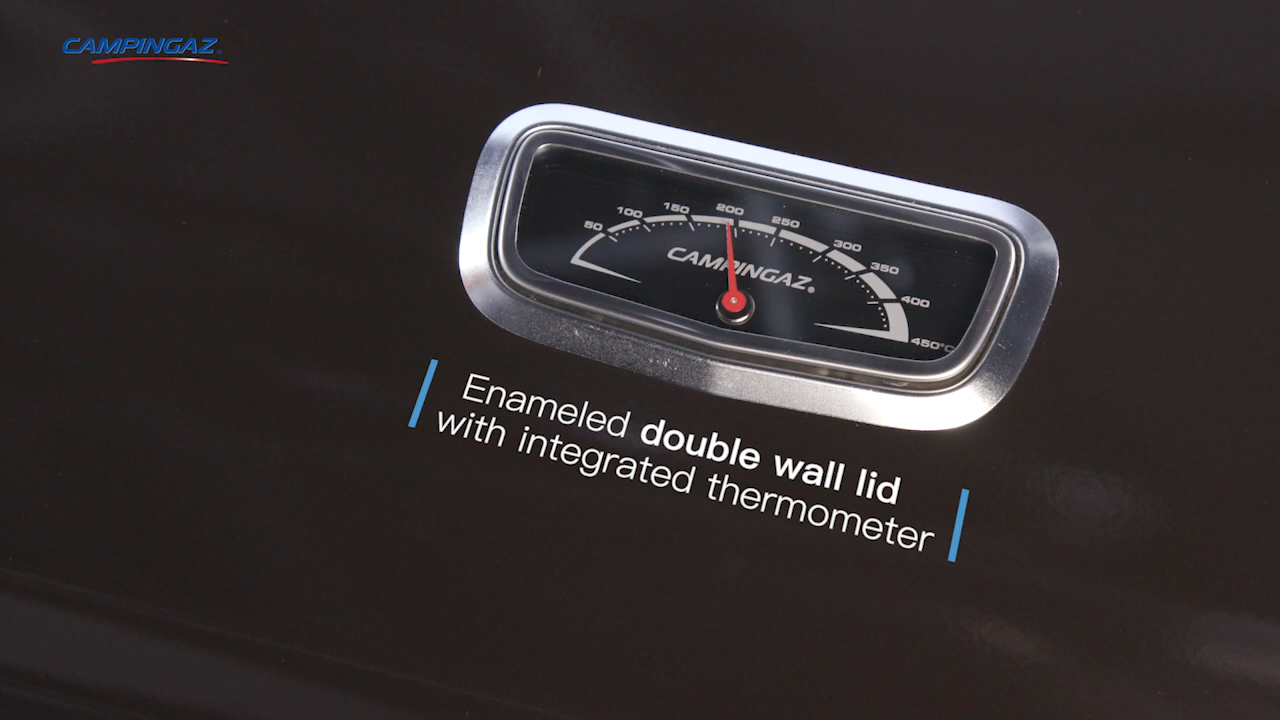 CAMPINGAZ®
50 100 150 200 250 300 350 400 450°C
CAMPINGAZ®
Enameled double wall lid
with integrated thermometer